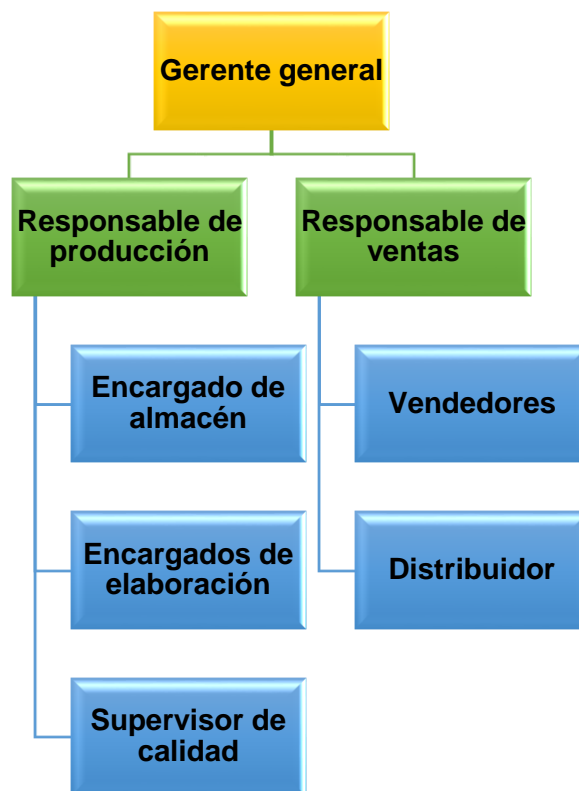 Gerente general
Responsable de
producción
Responsable de
ventas
Encargado de
almacén
Vendedores
Encargados de
elaboración
Distribuidor
Supervisor de
calidad